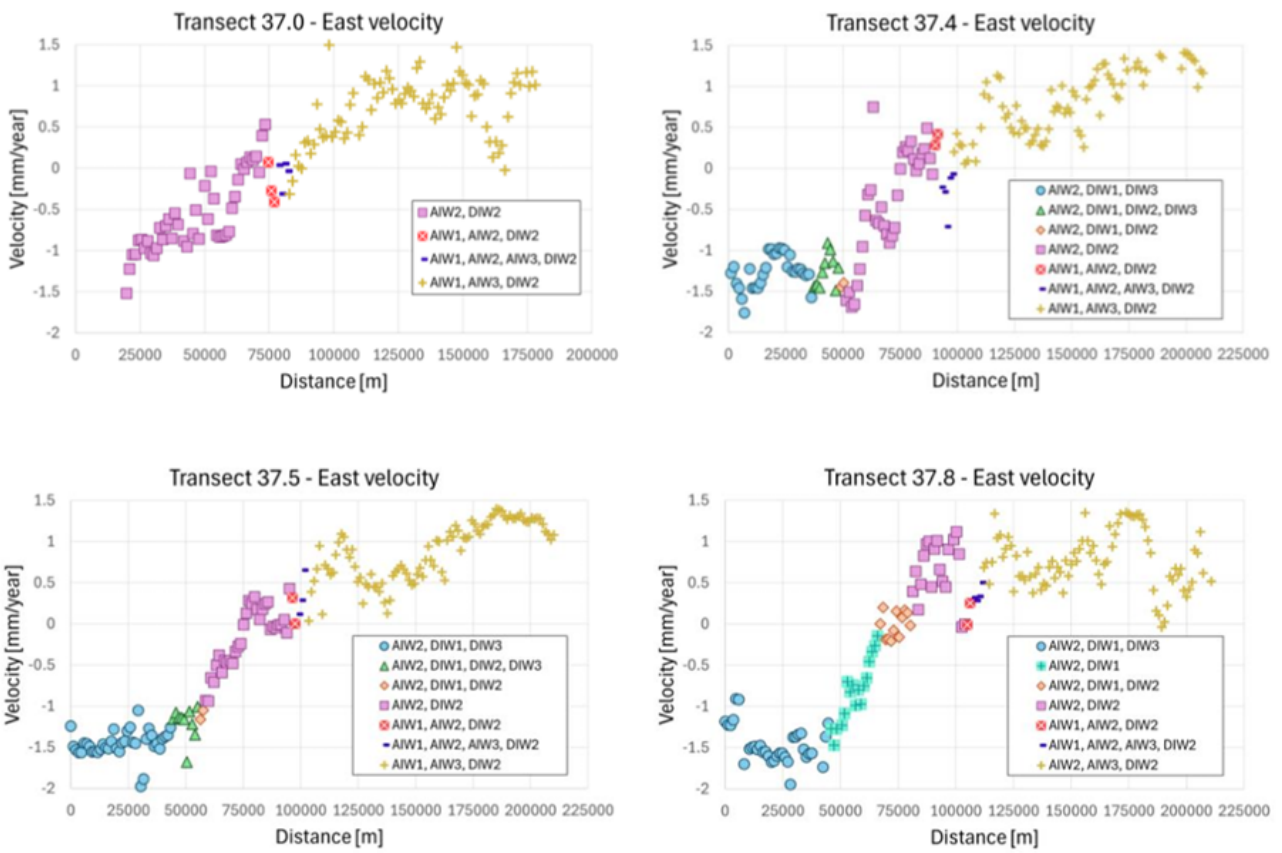 Transect 37.0 - East velocity
Velocity [mm/year]
1.5
1
0.5
0
-0.5
-1
-1.5
-2
0 25000 50000 75000 100000 125000 150000 175000 200000
Distance [m]
AIW2, DIW2
AIW1, AIW2, DIW2
AIW1, AIW2, AIW3, DIW2
AIW1, AIW3, DIW2
Transect 37.4 - East velocity
Velocity [mm/year]
1.5
1
0.5
0
-0.5
-1
-1.5
-2
0 25000 50000 75000 100000 125000 150000 175000 200000 225000
Distance [m]
AIW2, DIW1, DIW3
AIW2, DIW1, DIW2, DIW3
AIW2, DIW1, DIW2
AIW2, DIW2
AIW1, AIW2, DIW2
AIW1, AIW2, AIW3, DIW2
AIW1, AIW3, DIW2
Transect 37.5 - East velocity
Velocity [mm/year]
1.5
1
0.5
0
-0.5
-1
-1.5
-2
0 25000 50000 75000 100000 125000 150000 175000 200000 225000
Distance [m]
AIW2, DIW1, DIW3
AIW2, DIW1, DIW2, DIW3
AIW2, DIW1, DIW2
AIW2, DIW2
AIW1, AIW2, DIW2
AIW1, AIW2, AIW3, DIW2
AIW1, AIW3, DIW2
Transect 37.8 - East velocity
Velocity [mm/year]
1.5
1
0.5
0
-0.5
-1
-1.5
-2
0 25000 50000 75000 100000 125000 150000 175000 200000 225000
Distance [m]
AIW2, DIW1, DIW3
AIW2, DIW1
AIW2, DIW1, DIW2
AIW2, DIW2
AIW1, AIW2, DIW2
AIW1, AIW2, AIW3, DIW2
AIW2, AIW3, DIW2